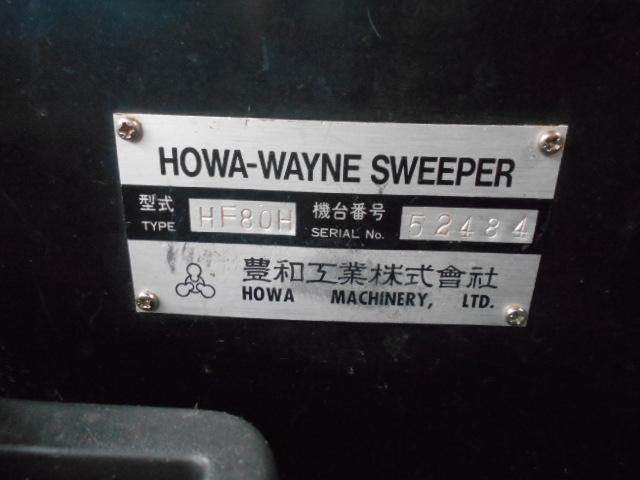 HOWA-WAYNE SWEEPER
型式 TYPE HF80H 機台番号 SERIAL No. 52484
豊和工業株式會社
HOWA MACHINERY, LTD.